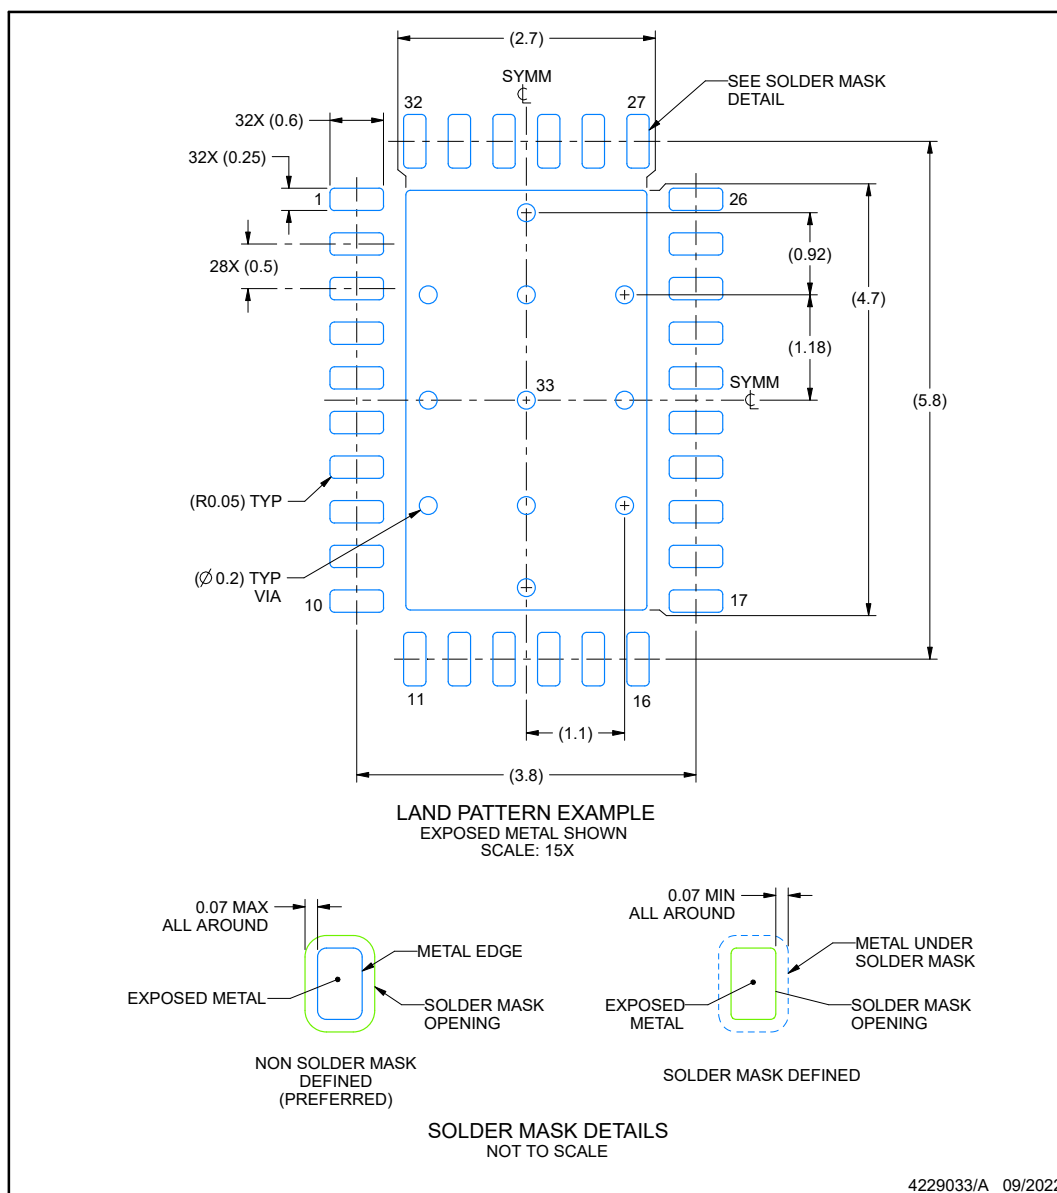 (2.7)
SYMM
CL
32
27
SEE SOLDER MASK
DETAIL
32X (0.6)
32X (0.25)
1
26
(0.92)
28X (0.5)
(4.7)
(1.18)
33
SYMM
CL
(5.8)
(R0.05) TYP
(Ø 0.2) TYP
VIA
10
17
11
16
(1.1)
(3.8)
LAND PATTERN EXAMPLE
EXPOSED METAL SHOWN
SCALE: 15X
0.07 MAX
ALL AROUND
METAL EDGE
EXPOSED METAL
SOLDER MASK
OPENING
NON SOLDER MASK
DEFINED
(PREFERRED)
0.07 MIN
ALL AROUND
METAL UNDER
SOLDER MASK
EXPOSED
METAL
SOLDER MASK
OPENING
SOLDER MASK DEFINED
SOLDER MASK DETAILS
NOT TO SCALE
4229033/A 09/2022